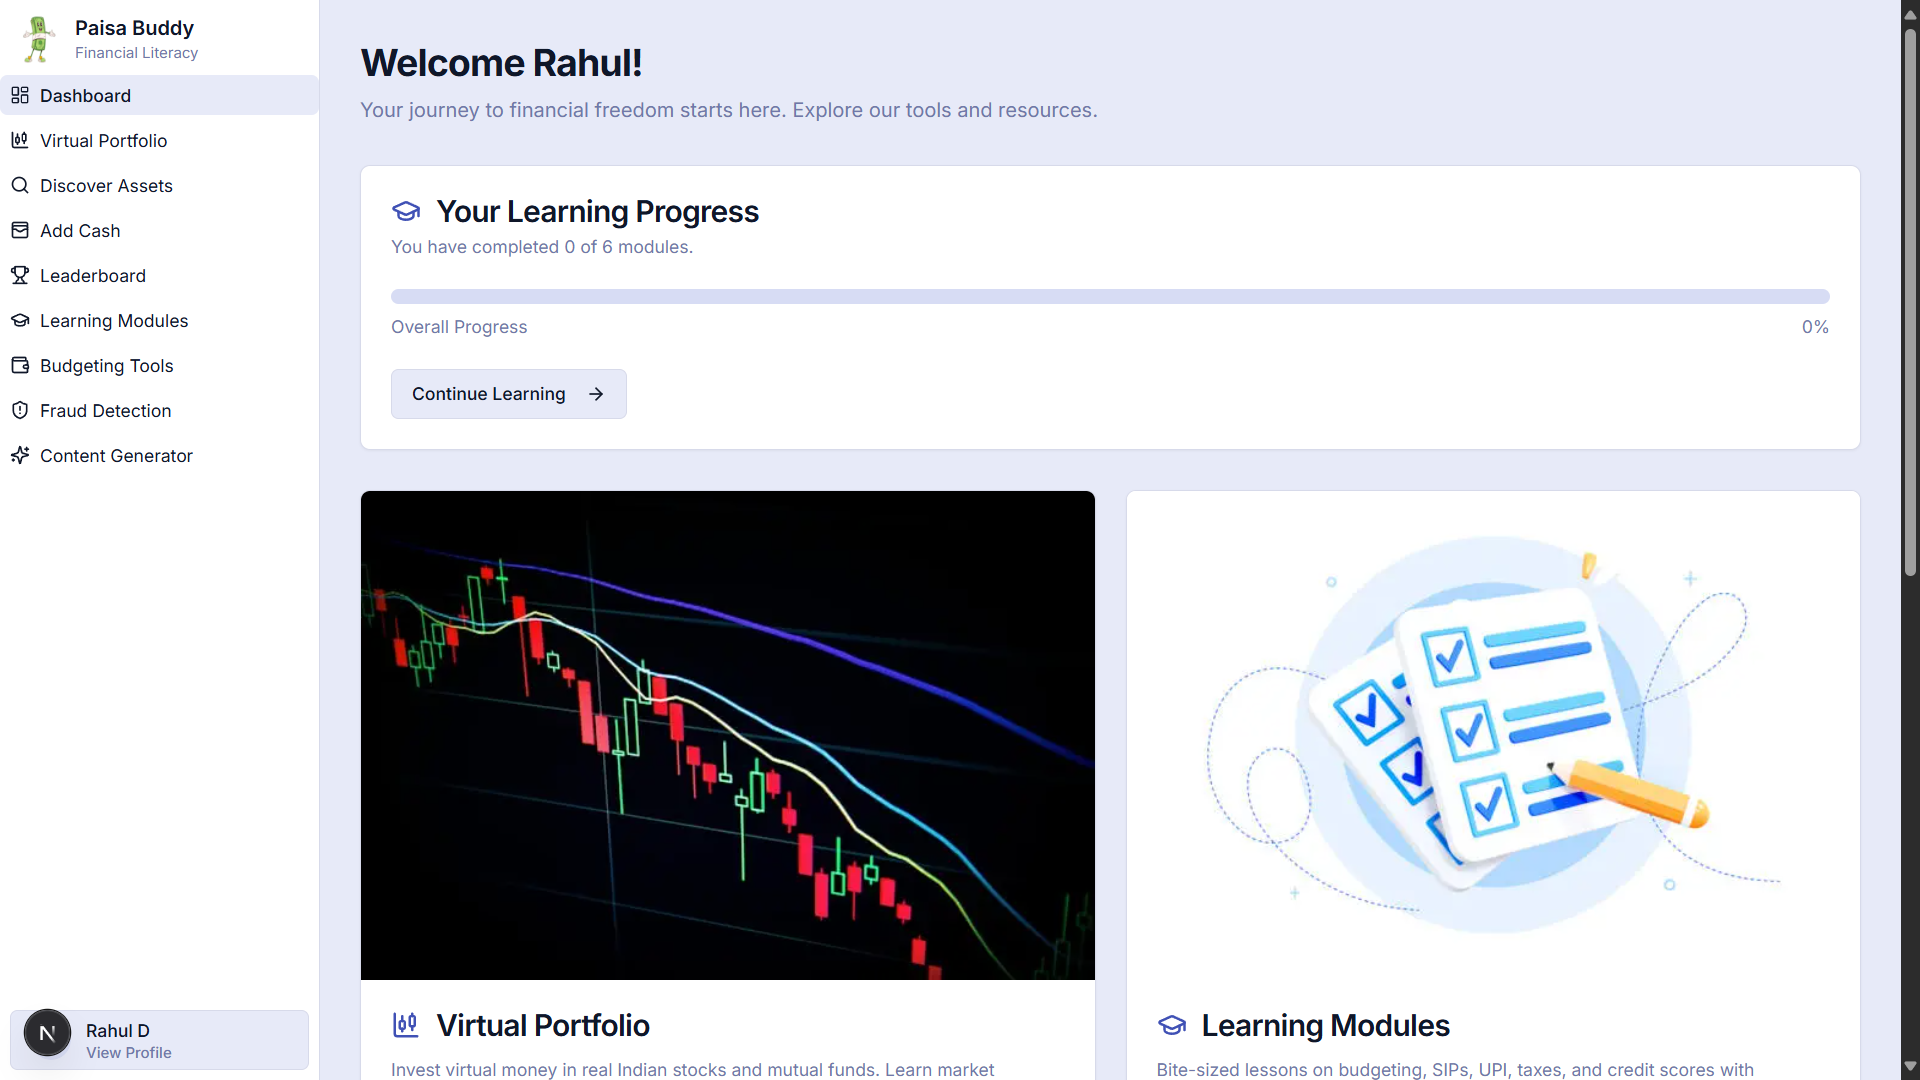 Paisa Buddy
Financial Literacy
Dashboard
Virtual Portfolio
Discover Assets
Add Cash
Leaderboard
Learning Modules
Budgeting Tools
Fraud Detection
Content Generator
N
Rahul D
View Profile
Welcome Rahul!
Your journey to financial freedom starts here. Explore our tools and resources.
Your Learning Progress
You have completed 0 of 6 modules.
Overall Progress 0%
Continue Learning
Virtual Portfolio
Invest virtual money in real Indian stocks and mutual funds. Learn market
Learning Modules
Bite-sized lessons on budgeting, SIPs, UPI, taxes, and credit scores with